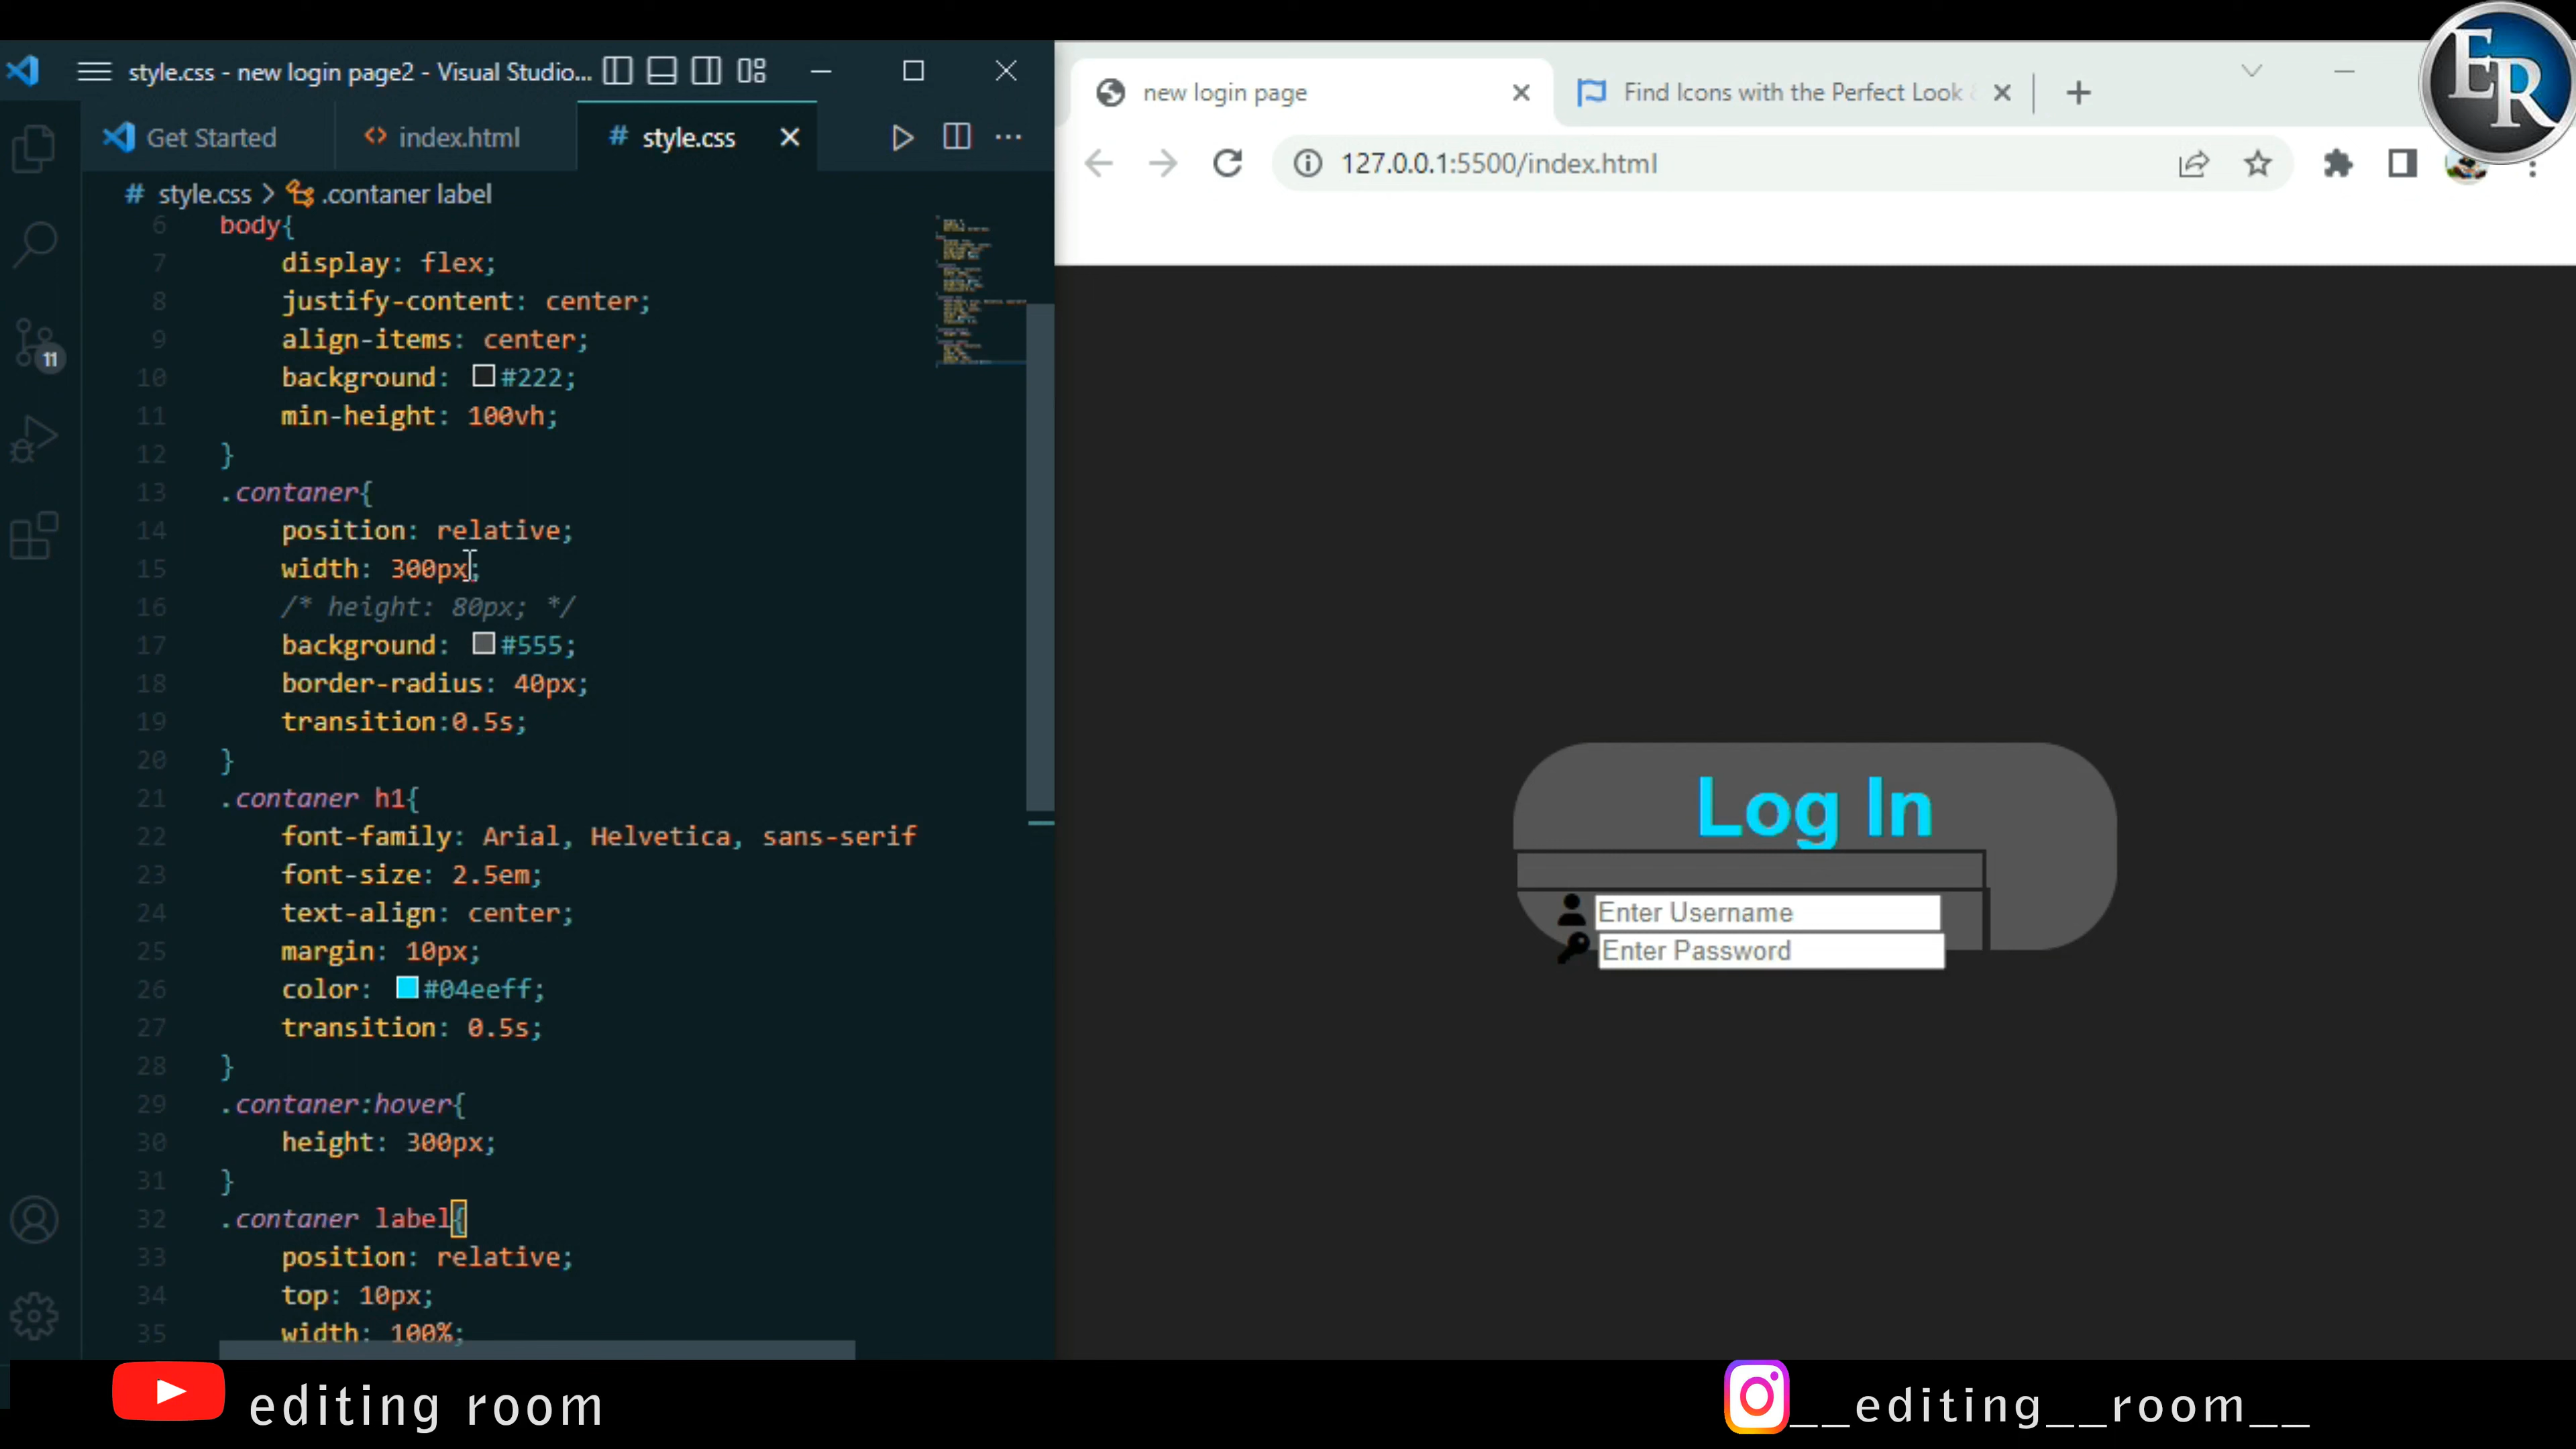 style.css - new login page2 - Visual Studio...
Get Started
index.html
# style.css
# style.css > .contaner label
11
6 body{
7 display: flex;
8 justify-content: center;
9 align-items: center;
10 background: #222;
11 min-height: 100vh;
12 }
13 .contaner{
14 position: relative;
15 width: 300px;
16 /* height: 80px; */
17 background: #555;
18 border-radius: 40px;
19 transition:0.5s;
20 }
21 .contaner h1{
22 font-family: Arial, Helvetica, sans-serif
23 font-size: 2.5em;
24 text-align: center;
25 margin: 10px;
26 color: #04eeff;
27 transition: 0.5s;
28 }
29 .contaner:hover{
30 height: 300px;
31 }
32 .contaner label{
33 position: relative;
34 top: 10px;
35 width: 100%;
new login page
Find Icons with the Perfect Look
127.0.0.1:5500/index.html
ER
Log In
Enter Username
Enter Password
editing room
__editing__room__